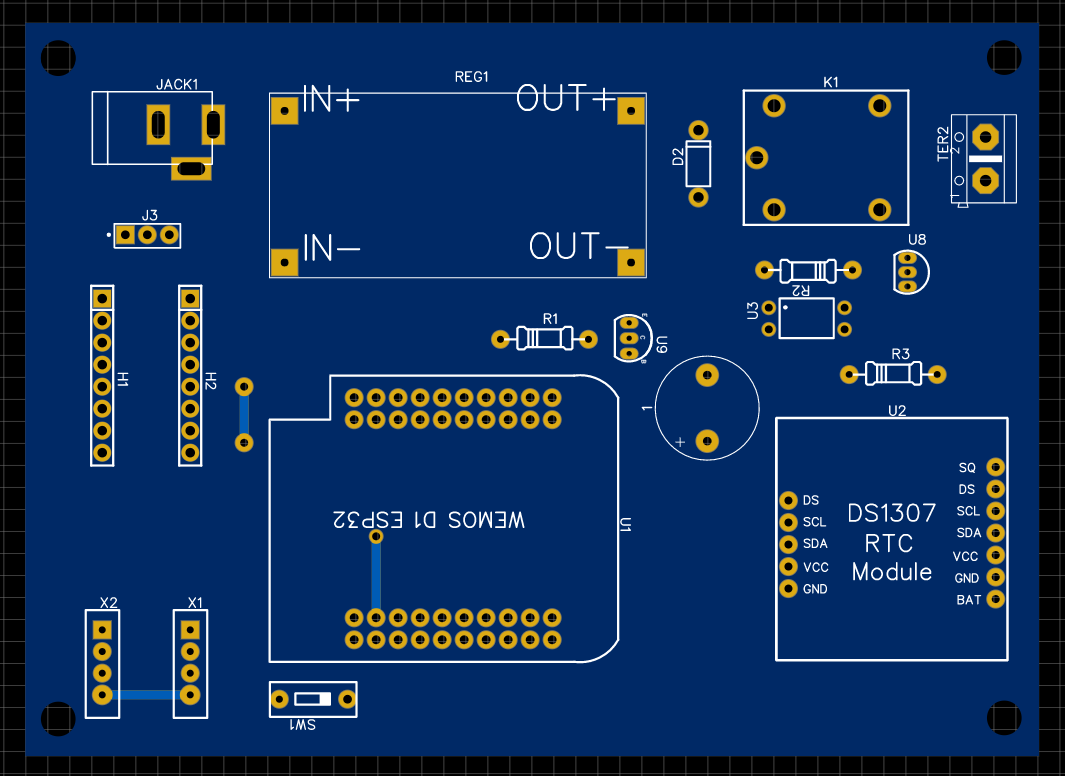 JACK1
REG1
IN+
OUT+
IN-
OUT-
K1
D2
TER2
2
1
J3
U8
R2
U3
R1
E
C
B
U9
R3
H1
H2
1
+
U2
DS1307
RTC
Module
DS
SCL
SDA
VCC
GND
SQ
DS
SCL
SDA
VCC
GND
BAT
WEMOS D1 ESP32
U1
X2
X1
SW1